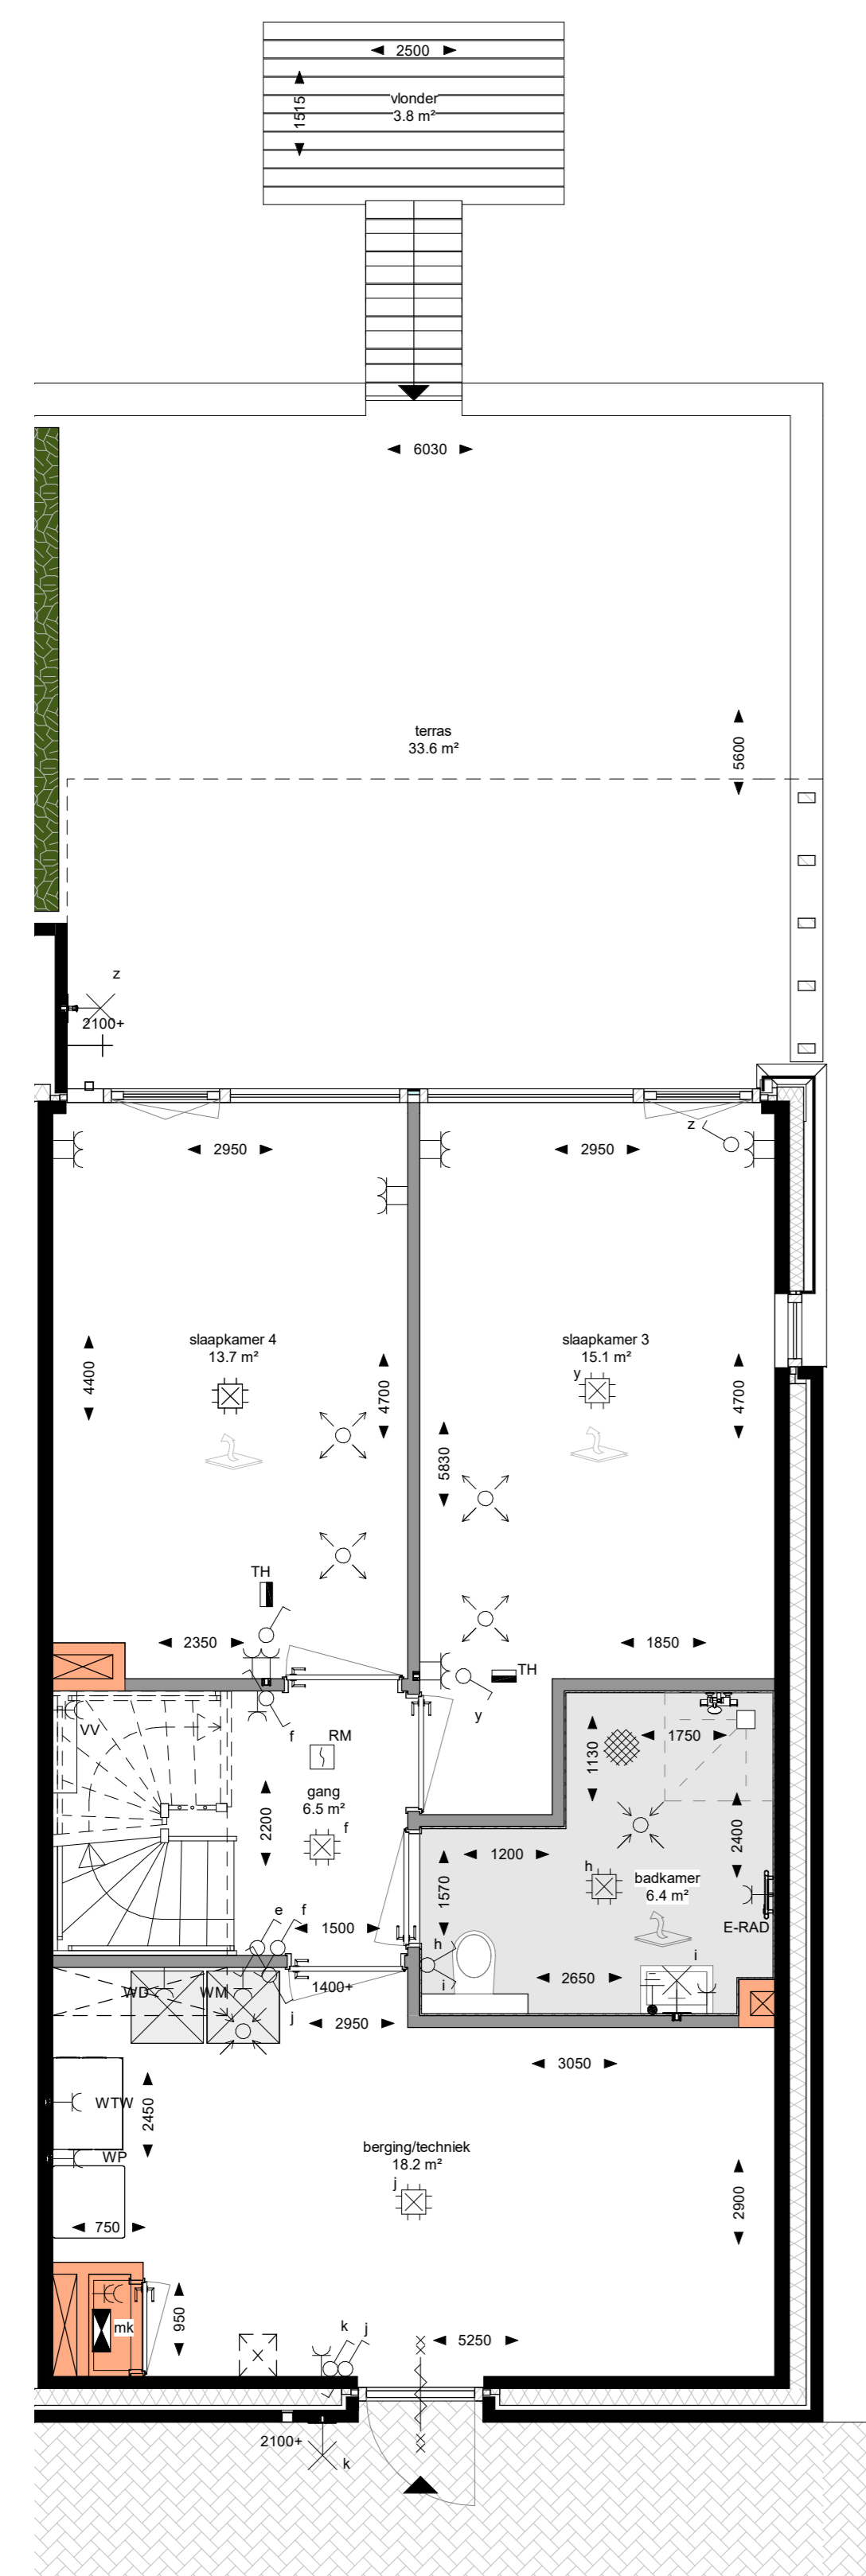 2500
1515
vlonder
3.8 m²
6030
terras
33.6 m²
5600
z
2100+
z
2950
2950
slaapkamer 4
13.7 m²
slaapkamer 3
15.1 m²
y
4400
4700
4700
5830
TH
2350
1850
TH
y
VV
f
RM
1130
1750
gang
6.5 m²
f
2200
2400
1200
1570
h
badkamer
6.4 m²
E-RAD
e
f
1500
h
i
i
2650
1400+
WD
WM
j
2950
3050
WTW
2450
WP
berging/techniek
18.2 m²
j
750
2900
mk
950
k
j
5250
2100+
k